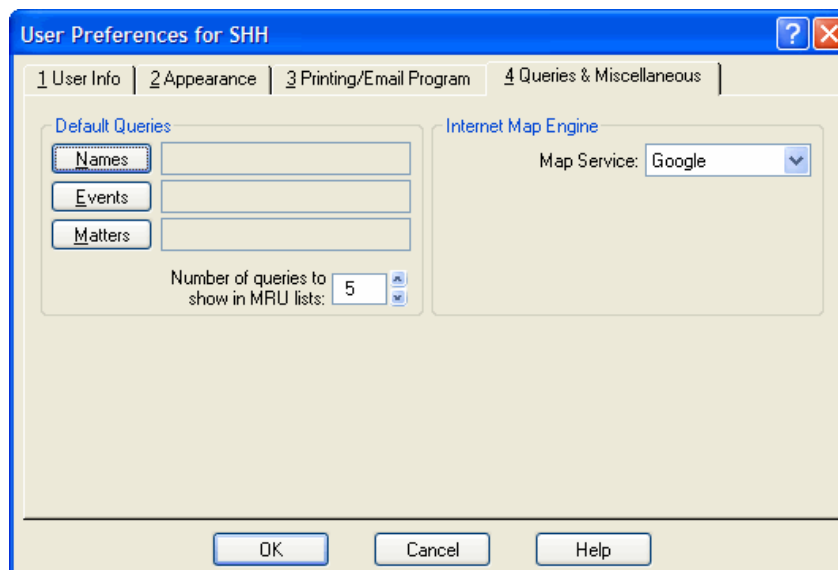 User Preferences for SHH
1 User Info 2 Appearance 3 Printing/Email Program 4 Queries & Miscellaneous
Default Queries
Names
Events
Matters
Number of queries to
show in MRU lists: 5
Internet Map Engine
Map Service: Google
OK Cancel Help